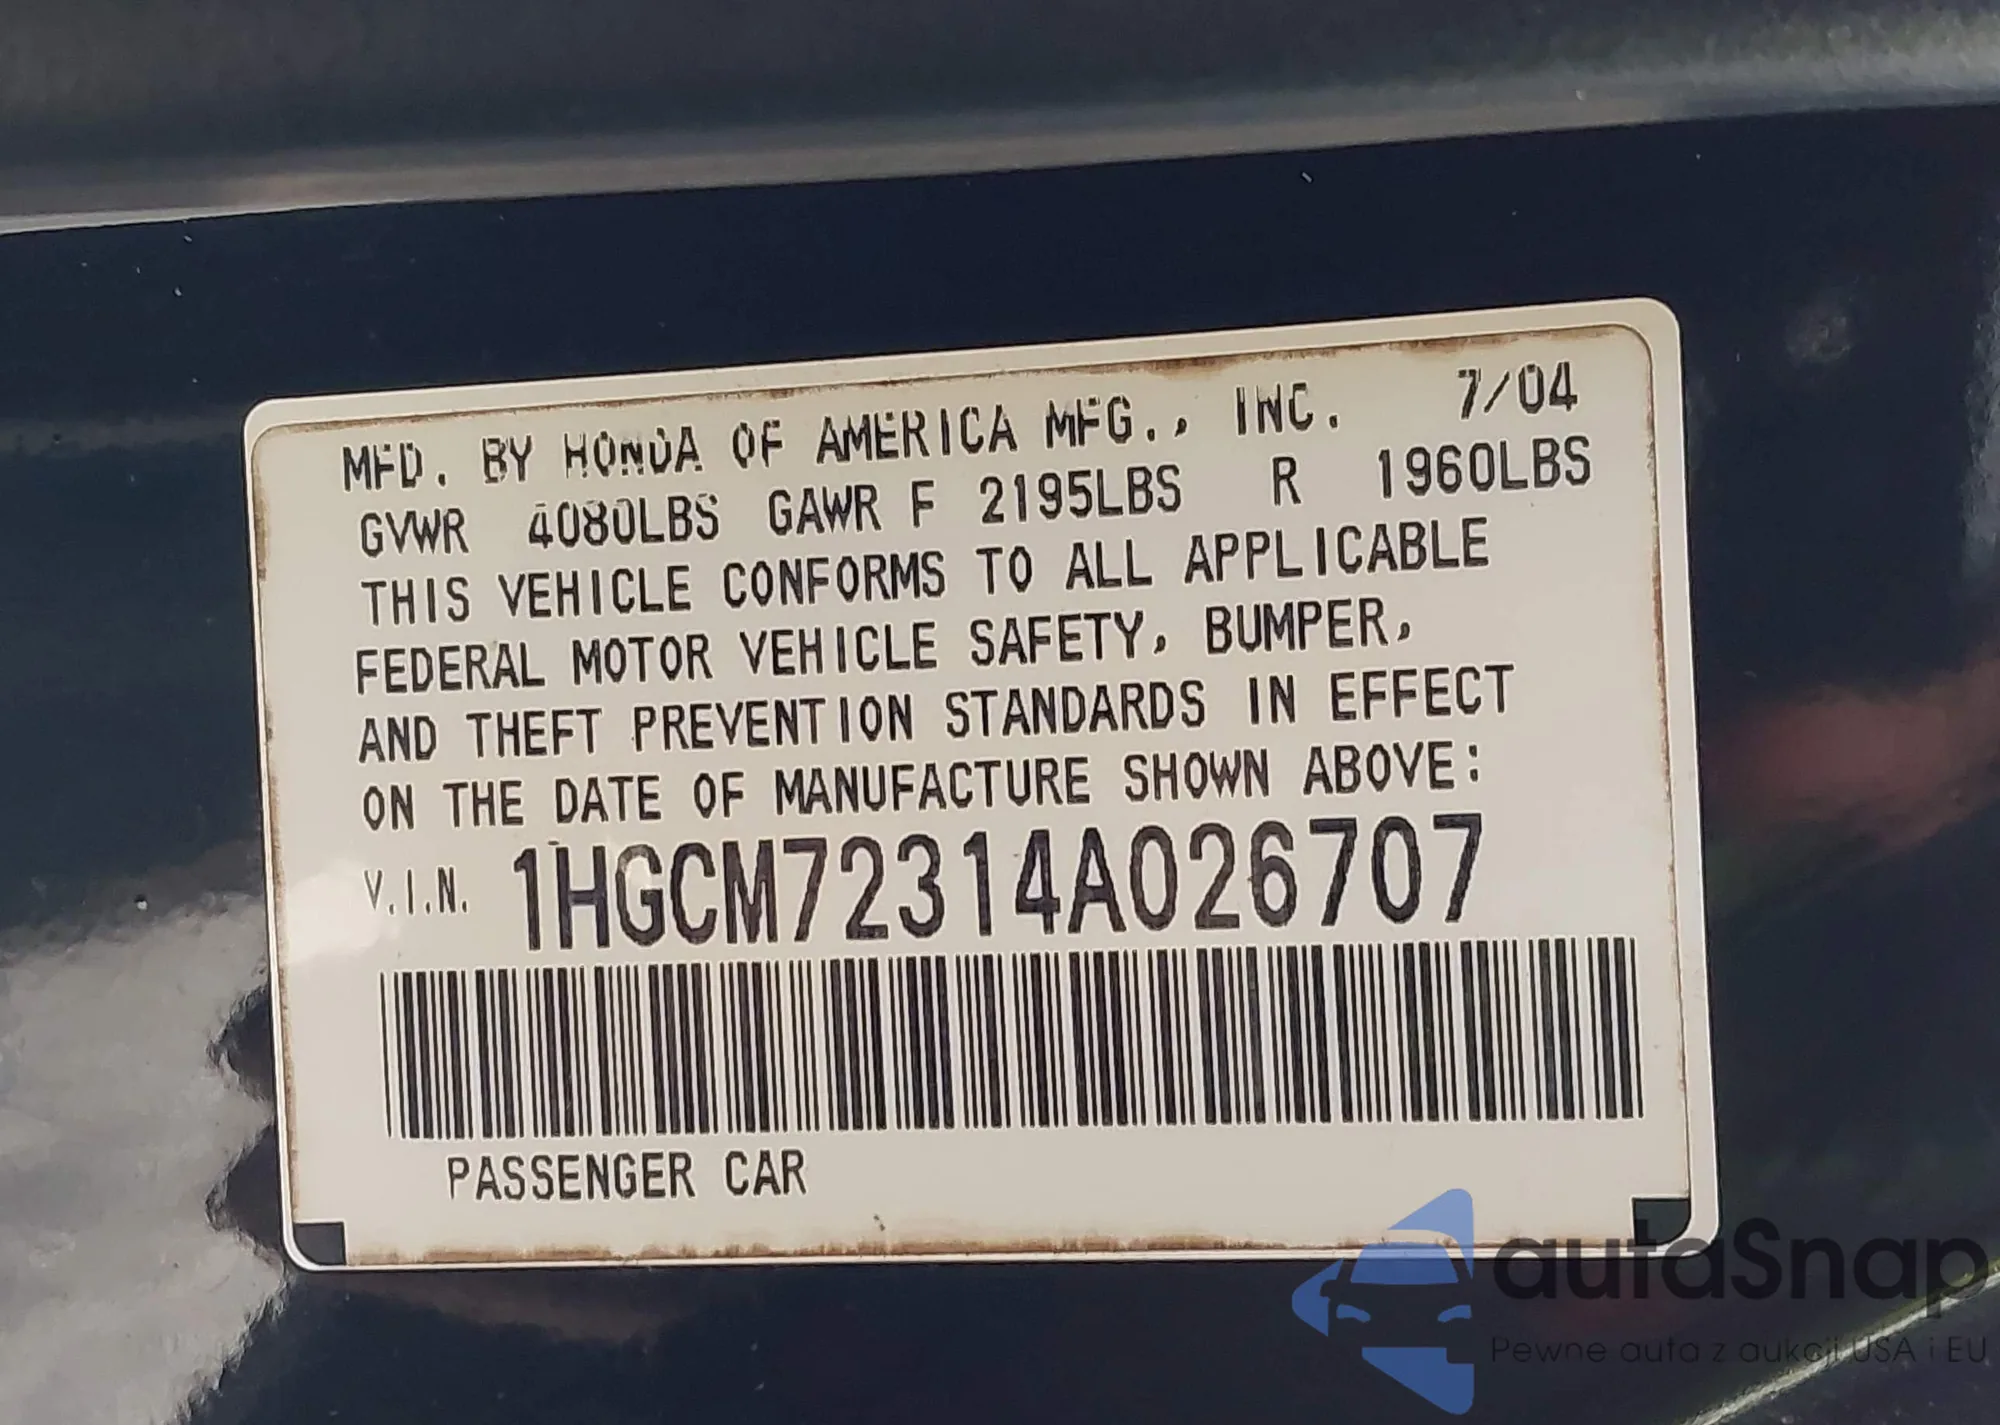 MFD. BY HONDA OF AMERICA MFG., INC. 7/04
GVWR 4080LBS GAWR F 2195LBS R 1960LBS
THIS VEHICLE CONFORMS TO ALL APPLICABLE
FEDERAL MOTOR VEHICLE SAFETY, BUMPER,
AND THEFT PREVENTION STANDARDS IN EFFECT
ON THE DATE OF MANUFACTURE SHOWN ABOVE:
V.I.N. 1HGCM72314A026707
PASSENGER CAR
autaSnap
Pewne auta z aukcji USA i EU